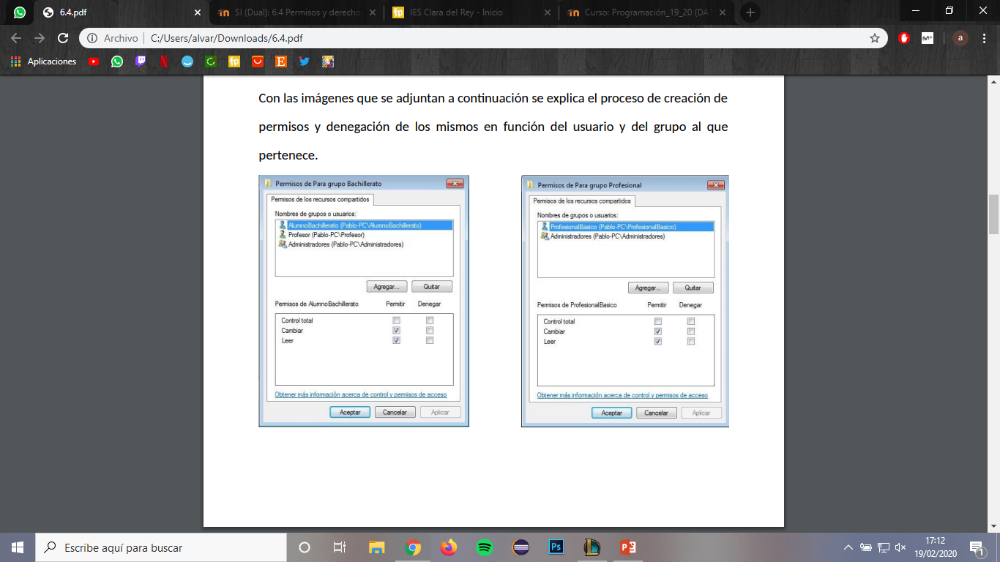 6.4.pdf
SI (Dual): 6.4 Permisos y derecho
IES Clara del Rey - Inicio
Curso: Programación_19_20 (DA
Archivo
C:/Users/alvar/Downloads/6.4.pdf
a
Aplicaciones
Con las imágenes que se adjuntan a continuación se explica el proceso de creación de
permisos y denegación de los mismos en función del usuario y del grupo al que
pertenece.
Permisos de Para grupo Bachillerato
Permisos de los recursos compartidos
Nombres de grupos o usuarios:
AlumnoBachillerato (Pablo-PC\AlumnoBachillerato)
Profesor (Pablo-PC\Profesor)
Administradores (Pablo-PC\Administradores)
Agregar... Quitar
Permisos de AlumnoBachillerato Permitir Denegar
Control total
Cambiar
Leer
Obtener más información acerca de control y permisos de acceso
Aceptar Cancelar Aplicar
Permisos de Para grupo Profesional
Permisos de los recursos compartidos
Nombres de grupos o usuarios:
ProfesionalBasico (Pablo-PC\ProfesionalBasico)
Administradores (Pablo-PC\Administradores)
Agregar... Quitar
Permisos de ProfesionalBasico Permitir Denegar
Control total
Cambiar
Leer
Obtener más información acerca de control y permisos de acceso
Aceptar Cancelar Aplicar
Escribe aquí para buscar
Ps
17:12
19/02/2020
1